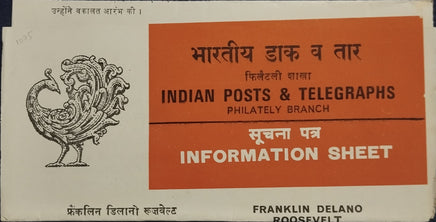 उन्होंने वकालत आरंभ की ।
1075
भारतीय डाक व तार
फिलैटली शाखा
INDIAN POSTS & TELEGRAPHS
PHILATELY BRANCH
सूचना पत्र
INFORMATION SHEET
फ्रैंकलिन डिलानो रूज़वेल्ट
FRANKLIN DELANO
ROOSEVELT